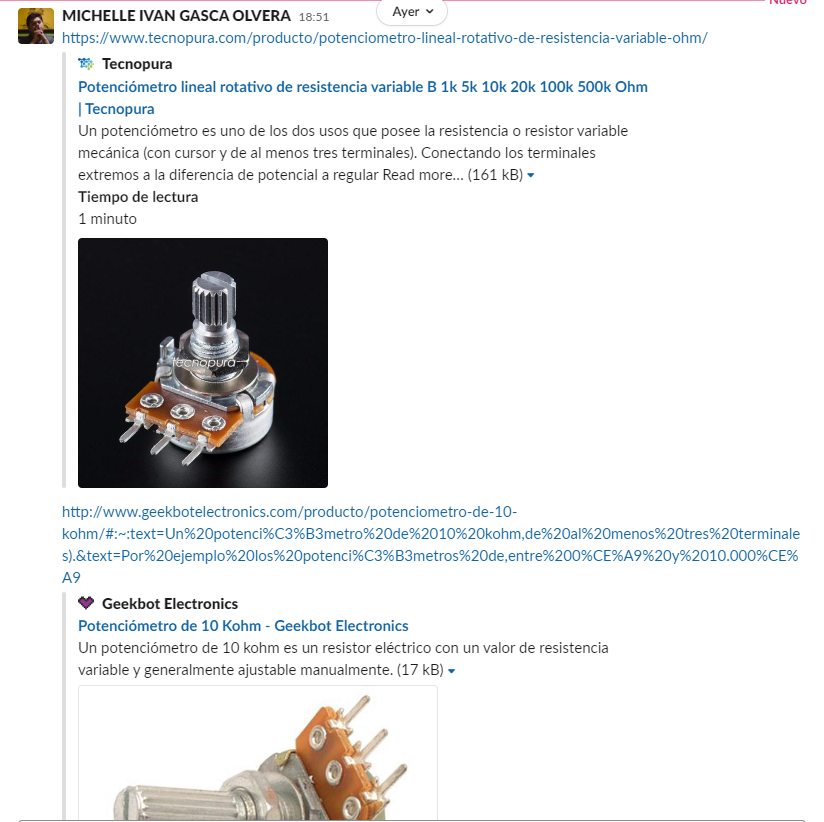 Nuevo
Ayer
MICHELLE IVAN GASCA OLVERA 18:51
https://www.tecnopura.com/producto/potenciometro-lineal-rotativo-de-resistencia-variable-ohm/
Tecnopura
Potenciómetro lineal rotativo de resistencia variable B 1k 5k 10k 20k 100k 500k Ohm
| Tecnopura
Un potenciómetro es uno de los dos usos que posee la resistencia o resistor variable
mecánica (con cursor y de al menos tres terminales). Conectando los terminales
extremos a la diferencia de potencial a regular Read more... (161 kB)
Tiempo de lectura
1 minuto
tecnopura
http://www.geekbotelectronics.com/producto/potenciometro-de-10-
kohm/#:~:text=Un%20potenci%C3%B3metro%20de%2010%20kohm,de%20al%20menos%20tres%20terminale
s).&text=Por%20ejemplo%20los%20potenci%C3%B3metros%20de,entre%200%CE%A9%20y%2010.000%CE%
A9
Geekbot Electronics
Potenciómetro de 10 Kohm - Geekbot Electronics
Un potenciómetro de 10 kohm es un resistor eléctrico con un valor de resistencia
variable y generalmente ajustable manualmente. (17 kB)